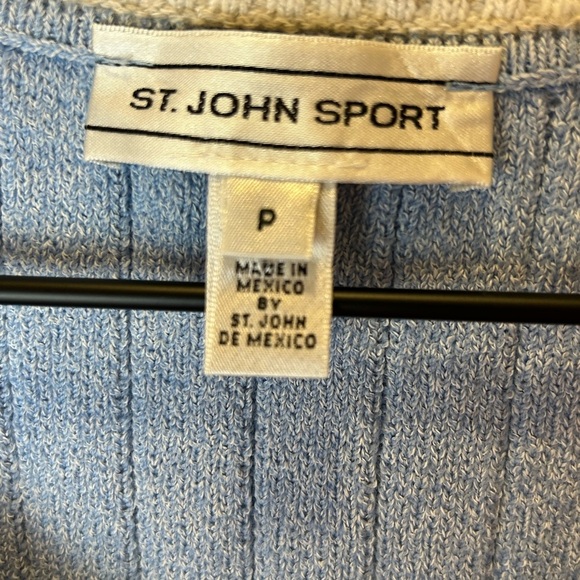 ST. JOHN SPORT
P
MADE IN
MEXICO
BY
ST. JOHN
DE MEXICO